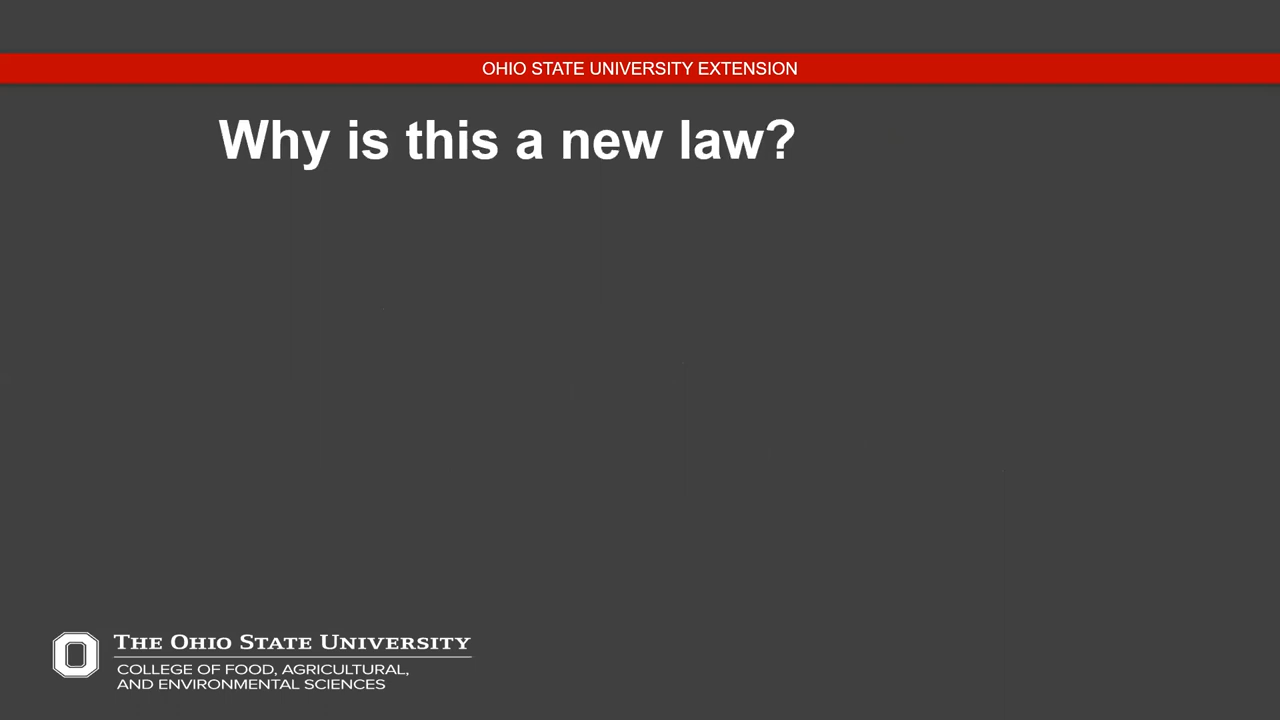 OHIO STATE UNIVERSITY EXTENSION
Why is this a new law?
THE OHIO STATE UNIVERSITY
COLLEGE OF FOOD, AGRICULTURAL,
AND ENVIRONMENTAL SCIENCES